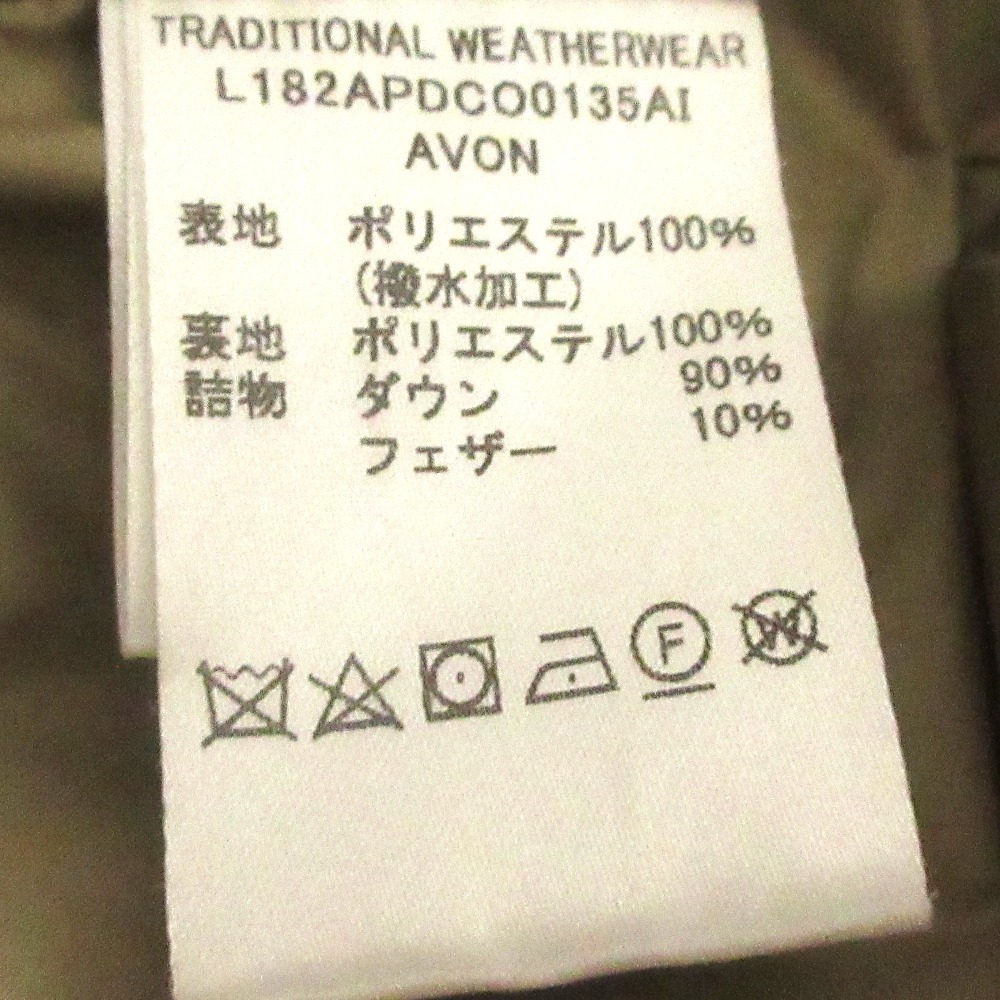 TRADITIONAL WEATHERWEAR
L182APDCO0135AI
AVON
表地 ポリエステル100%
(撥水加工)
裏地 ポリエステル100%
詰物 ダウン 90%
フェザー 10%
F
W